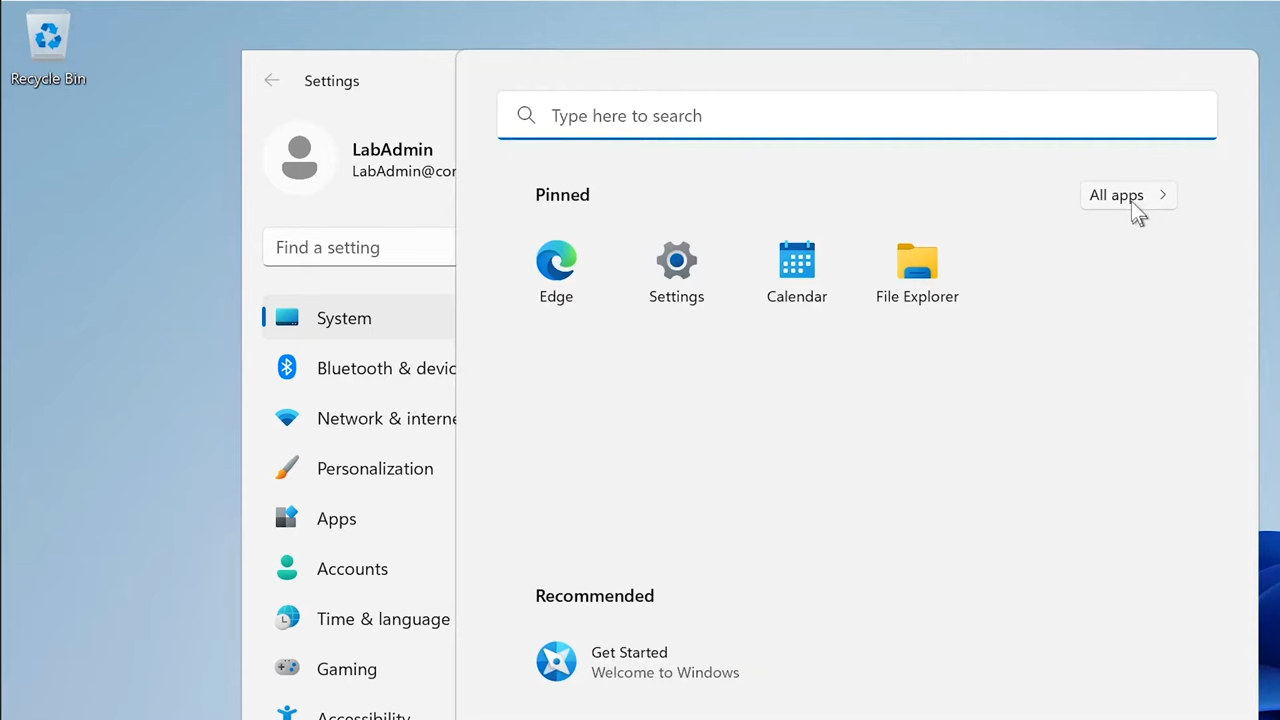 Recycle Bin
Settings
LabAdmin
LabAdmin@cor
Find a setting
System
Bluetooth & devic
Network & interne
Personalization
Apps
Accounts
Time & language
Gaming
Accessibility
Type here to search
Pinned
All apps
Edge
Settings
Calendar
File Explorer
Recommended
Get Started
Welcome to Windows